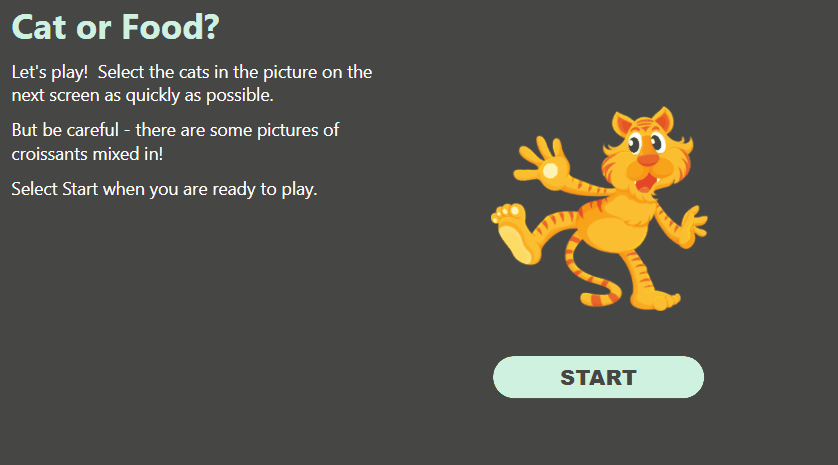 Cat or Food?
Let's play!  Select the cats in the picture on the
next screen as quickly as possible.
But be careful - there are some pictures of
croissants mixed in!
Select Start when you are ready to play.
START